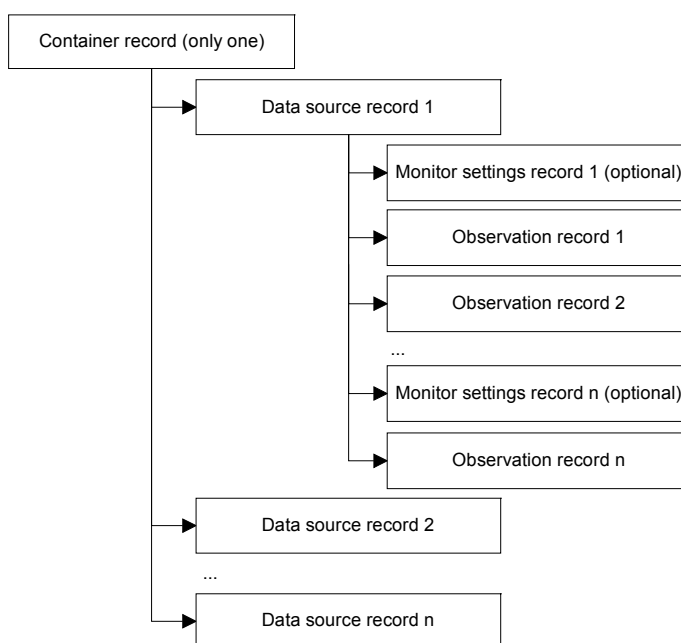 Container record (only one)
Data source record 1
Monitor settings record 1 (optional)
Observation record 1
Observation record 2
...
Monitor settings record n (optional)
Observation record n
Data source record 2
...
Data source record n